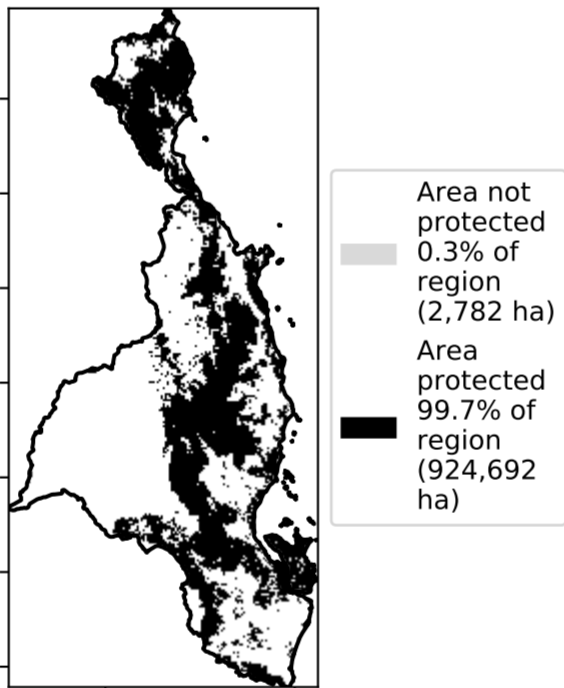 Area not
protected
0.3% of
region
(2,782 ha)
Area
protected
99.7% of
region
(924,692
ha)